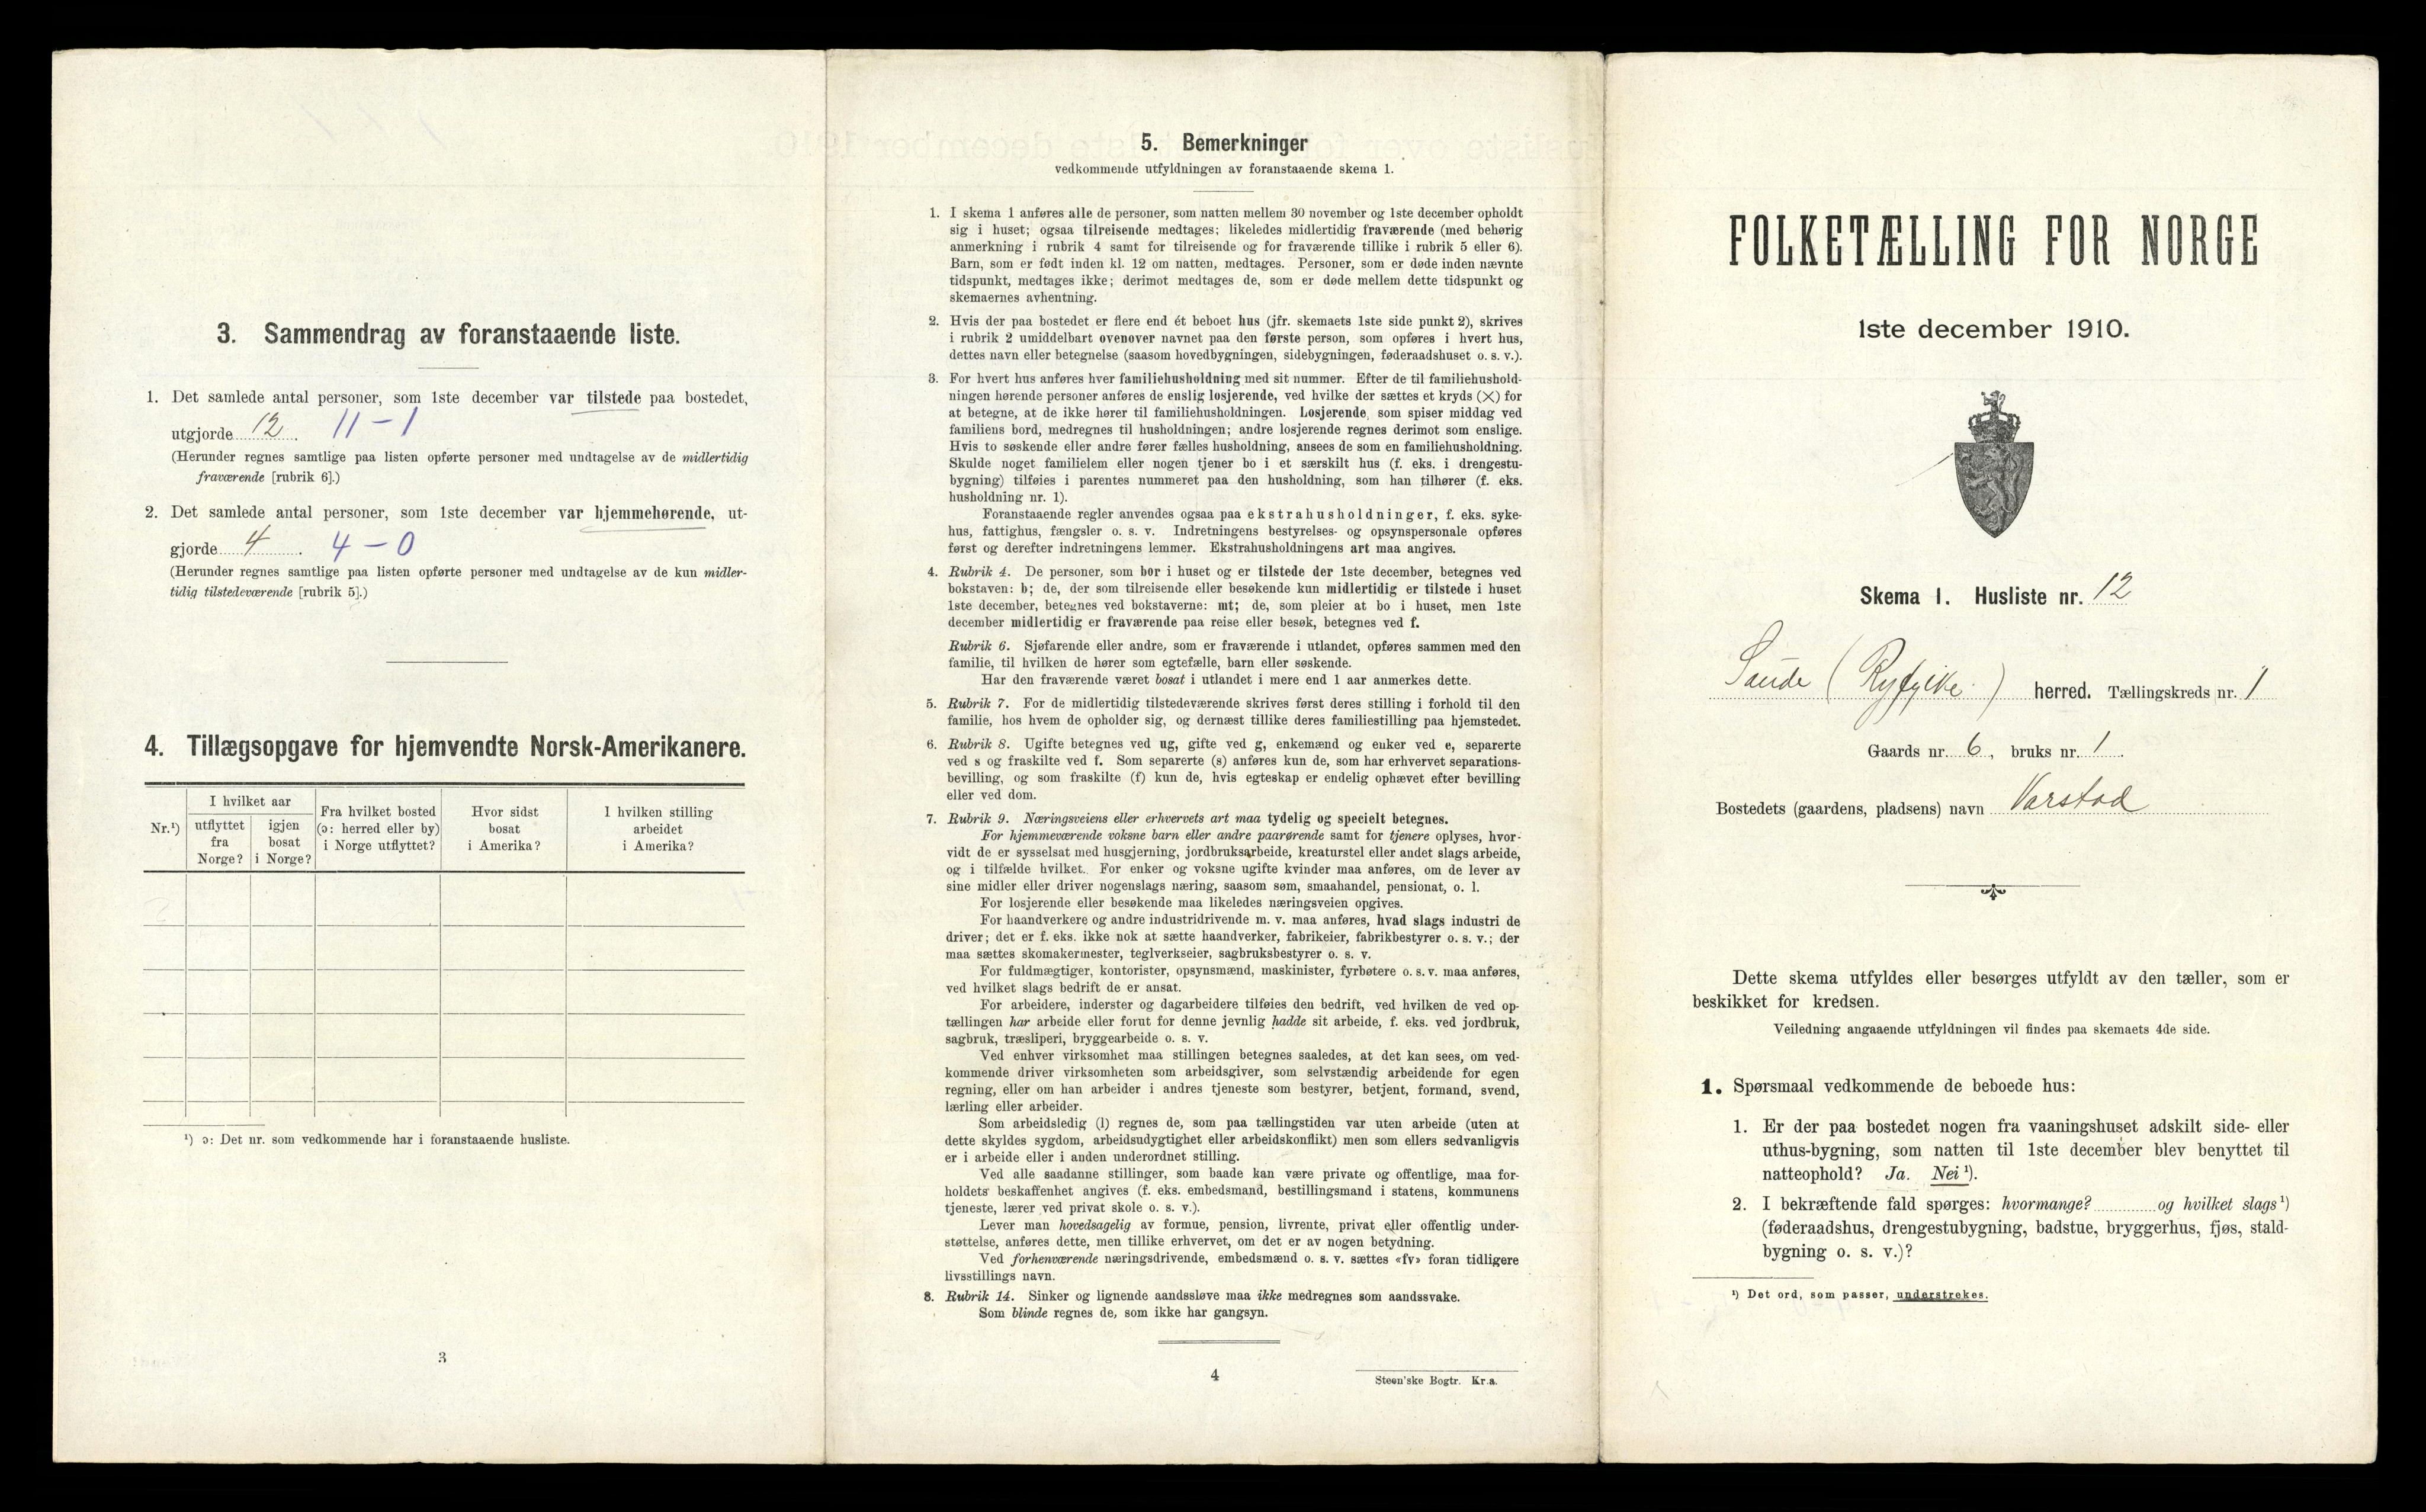 3. Sammendrag av foranstaaende liste.
1. Det samlede antal personer, som 1ste december var tilstede paa bostedet,
utgjorde 12. 11 – 1
(Herunder regnes samtlige paa listen opførte personer med undtagelse av de midlertidig
fraværende [rubrik 6].)
2. Det samlede antal personer, som 1ste december var hjemmehørende, ut-
gjorde 4. 4 – 0
(Herunder regnes samtlige paa listen opførte personer med undtagelse av de kun midler-
tidig tilstedeværende [rubrik 5].)
4. Tillægsopgave for hjemvendte Norsk-Amerikanere.
Nr.¹)
I hvilket aar
utflyttet
fra
Norge?
igjen
bosat
i Norge?
Fra hvilket bosted
(ɔ: herred eller by)
i Norge utflyttet?
Hvor sidst
bosat
i Amerika?
I hvilken stilling
arbeidet
i Amerika?
¹) ɔ: Det nr. som vedkommende har i foranstaaende husliste.
3
5. Bemerkninger
vedkommende utfyldningen av foranstaaende skema 1.
1. I skema 1 anføres alle de personer, som natten mellem 30 november og 1ste december opholdt
sig i huset; ogsaa tilreisende medtages; likeledes midlertidig fraværende (med behørig
anmerkning i rubrik 4 samt for tilreisende og for fraværende tillike i rubrik 5 eller 6).
Barn, som er født inden kl. 12 om natten, medtages. Personer, som er døde inden nævnte
tidspunkt, medtages ikke; derimot medtages de, som er døde mellem dette tidspunkt og
skemaernes avhentning.
2. Hvis der paa bostedet er flere end ét beboet hus (jfr. skemaets 1ste side punkt 2), skrives
i rubrik 2 umiddelbart ovenover navnet paa den første person, som opføres i hvert hus,
dettes navn eller betegnelse (saasom hovedbygningen, sidebygningen, føderaadshuset o. s. v.).
3. For hvert hus anføres hver familiehusholdning med sit nummer. Efter de til familiehushold-
ningen hørende personer anføres de enslig losjerende, ved hvilke der sættes et kryds (×) for
at betegne, at de ikke hører til familiehusholdningen. Losjerende, som spiser middag ved
familiens bord, medregnes til husholdningen; andre losjerende regnes derimot som enslige.
Hvis to søskende eller andre fører fælles husholdning, ansees de som en familiehusholdning.
Skulde noget familielem eller nogen tjener bo i et særskilt hus (f. eks. i drengestu-
bygning) tilføies i parentes nummeret paa den husholdning, som han tilhører (f. eks.
husholdning nr. 1).
Foranstaaende regler anvendes ogsaa paa ekstrahusholdninger, f. eks. syke-
hus, fattighus, fængsler o. s. v. Indretningens bestyrelses- og opsynspersonale opføres
først og derefter indretningens lemmer. Ekstrahusholdningens art maa angives.
4. Rubrik 4. De personer, som bor i huset og er tilstede der 1ste december, betegnes ved
bokstaven: b; de, der som tilreisende eller besøkende kun midlertidig er tilstede i huset
1ste december, betegnes ved bokstaverne: mt; de, som pleier at bo i huset, men 1ste
december midlertidig er fraværende paa reise eller besøk, betegnes ved f.
Rubrik 6. Sjøfarende eller andre, som er fraværende i utlandet, opføres sammen med den
familie, til hvilken de hører som egtefælle, barn eller søskende.
Har den fraværende været bosat i utlandet i mere end 1 aar anmerkes dette.
5. Rubrik 7. For de midlertidig tilstedeværende skrives først deres stilling i forhold til den
familie, hos hvem de opholder sig, og dernæst tillike deres familiestilling paa hjemstedet.
6. Rubrik 8. Ugifte betegnes ved ug, gifte ved g, enkemænd og enker ved e, separerte
ved s og fraskilte ved f. Som separerte (s) anføres kun de, som har erhvervet separations-
bevilling, og som fraskilte (f) kun de, hvis egteskap er endelig ophævet efter bevilling
eller ved dom.
7. Rubrik 9. Næringsveiens eller erhvervets art maa tydelig og specielt betegnes.
For hjemmeværende voksne barn eller andre paarørende samt for tjenere oplyses, hvor-
vidt de er sysselsat med husgjerning, jordbruksarbeide, kreaturstel eller andet slags arbeide,
og i tilfælde hvilket. For enker og voksne ugifte kvinder maa anføres, om de lever av
sine midler eller driver nogenslags næring, saasom søm, smaahandel, pensionat, o. l.
For losjerende eller besøkende maa likeledes næringsveien opgives.
For haandverkere og andre industridrivende m. v. maa anføres, hvad slags industri de
driver; det er f. eks. ikke nok at sætte haandverker, fabrikeier, fabrikbestyrer o. s. v.; der
maa sættes skomakermester, teglverkseier, sagbruksbestyrer o. s. v.
For fuldmægtiger, kontorister, opsynsmænd, maskinister, fyrbøtere o. s. v. maa anføres,
ved hvilket slags bedrift de er ansat.
For arbeidere, inderster og dagarbeidere tilføies den bedrift, ved hvilken de ved op-
tællingen har arbeide eller forut for denne jevnlig hadde sit arbeide, f. eks. ved jordbruk,
sagbruk, træsliperi, bryggearbeide o. s. v.
Ved enhver virksomhet maa stillingen betegnes saaledes, at det kan sees, om ved-
kommende driver virksomheten som arbeidsgiver, som selvstændig arbeidende for egen
regning, eller om han arbeider i andres tjeneste som bestyrer, betjent, formand, svend,
lærling eller arbeider.
Som arbeidsledig (l) regnes de, som paa tællingstiden var uten arbeide (uten at
dette skyldes sygdom, arbeidsudygtighet eller arbeidskonflikt) men som ellers sedvanligvis
er i arbeide eller i anden underordnet stilling.
Ved alle saadanne stillinger, som baade kan være private og offentlige, maa for-
holdets beskaffenhet angives (f. eks. embedsmand, bestillingsmand i statens, kommunens
tjeneste, lærer ved privat skole o. s. v.).
Lever man hovedsagelig av formue, pension, livrente, privat eller offentlig under-
støttelse, anføres dette, men tillike erhvervet, om det er av nogen betydning.
Ved forhenværende næringsdrivende, embedsmænd o. s. v. sættes «fv» foran tidligere
livsstillings navn.
8. Rubrik 14. Sinker og lignende aandssløve maa ikke medregnes som aandssvake.
Som blinde regnes de, som ikke har gangsyn.
4
Steen'ske Bogtr. Kr.a.
FOLKETÆLLING FOR NORGE
1ste december 1910.
Skema 1. Husliste nr. 12
Saude (Ryfylke) herred. Tællingskreds nr. 1
Gaards nr. 6, bruks nr. 1.
Bostedets (gaardens, pladsens) navn Varstad
Dette skema utfyldes eller besørges utfyldt av den tæller, som er
beskikket for kredsen.
Veiledning angaaende utfyldningen vil findes paa skemaets 4de side.
1. Spørsmaal vedkommende de beboede hus:
1. Er der paa bostedet nogen fra vaaningshuset adskilt side- eller
uthus-bygning, som natten til 1ste december blev benyttet til
natteophold? Ja. Nei ¹).
2. I bekræftende fald spørges: hvormange? og hvilket slags ¹)
(føderaadshus, drengestubygning, badstue, bryggerhus, fjøs, stald-
bygning o. s. v.)?
¹) Det ord, som passer, understrekes.